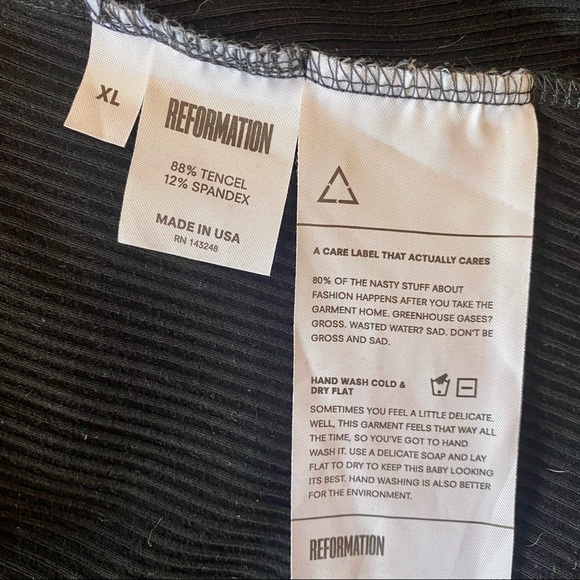 XL
REFORMATION
88% TENCEL
12% SPANDEX
MADE IN USA
RN 143248
A CARE LABEL THAT ACTUALLY CARES
80% OF THE NASTY STUFF ABOUT
FASHION HAPPENS AFTER YOU TAKE THE
GARMENT HOME. GREENHOUSE GASES?
GROSS. WASTED WATER? SAD. DON'T BE
GROSS AND SAD.
HAND WASH COLD &
DRY FLAT
SOMETIMES YOU FEEL A LITTLE DELICATE.
WELL, THIS GARMENT FEELS THAT WAY ALL
THE TIME, SO YOU'VE GOT TO HAND
WASH IT. USE A DELICATE SOAP AND LAY
FLAT TO DRY TO KEEP THIS BABY LOOKING
ITS BEST. HAND WASHING IS ALSO BETTER
FOR THE ENVIRONMENT.
REFORMATION